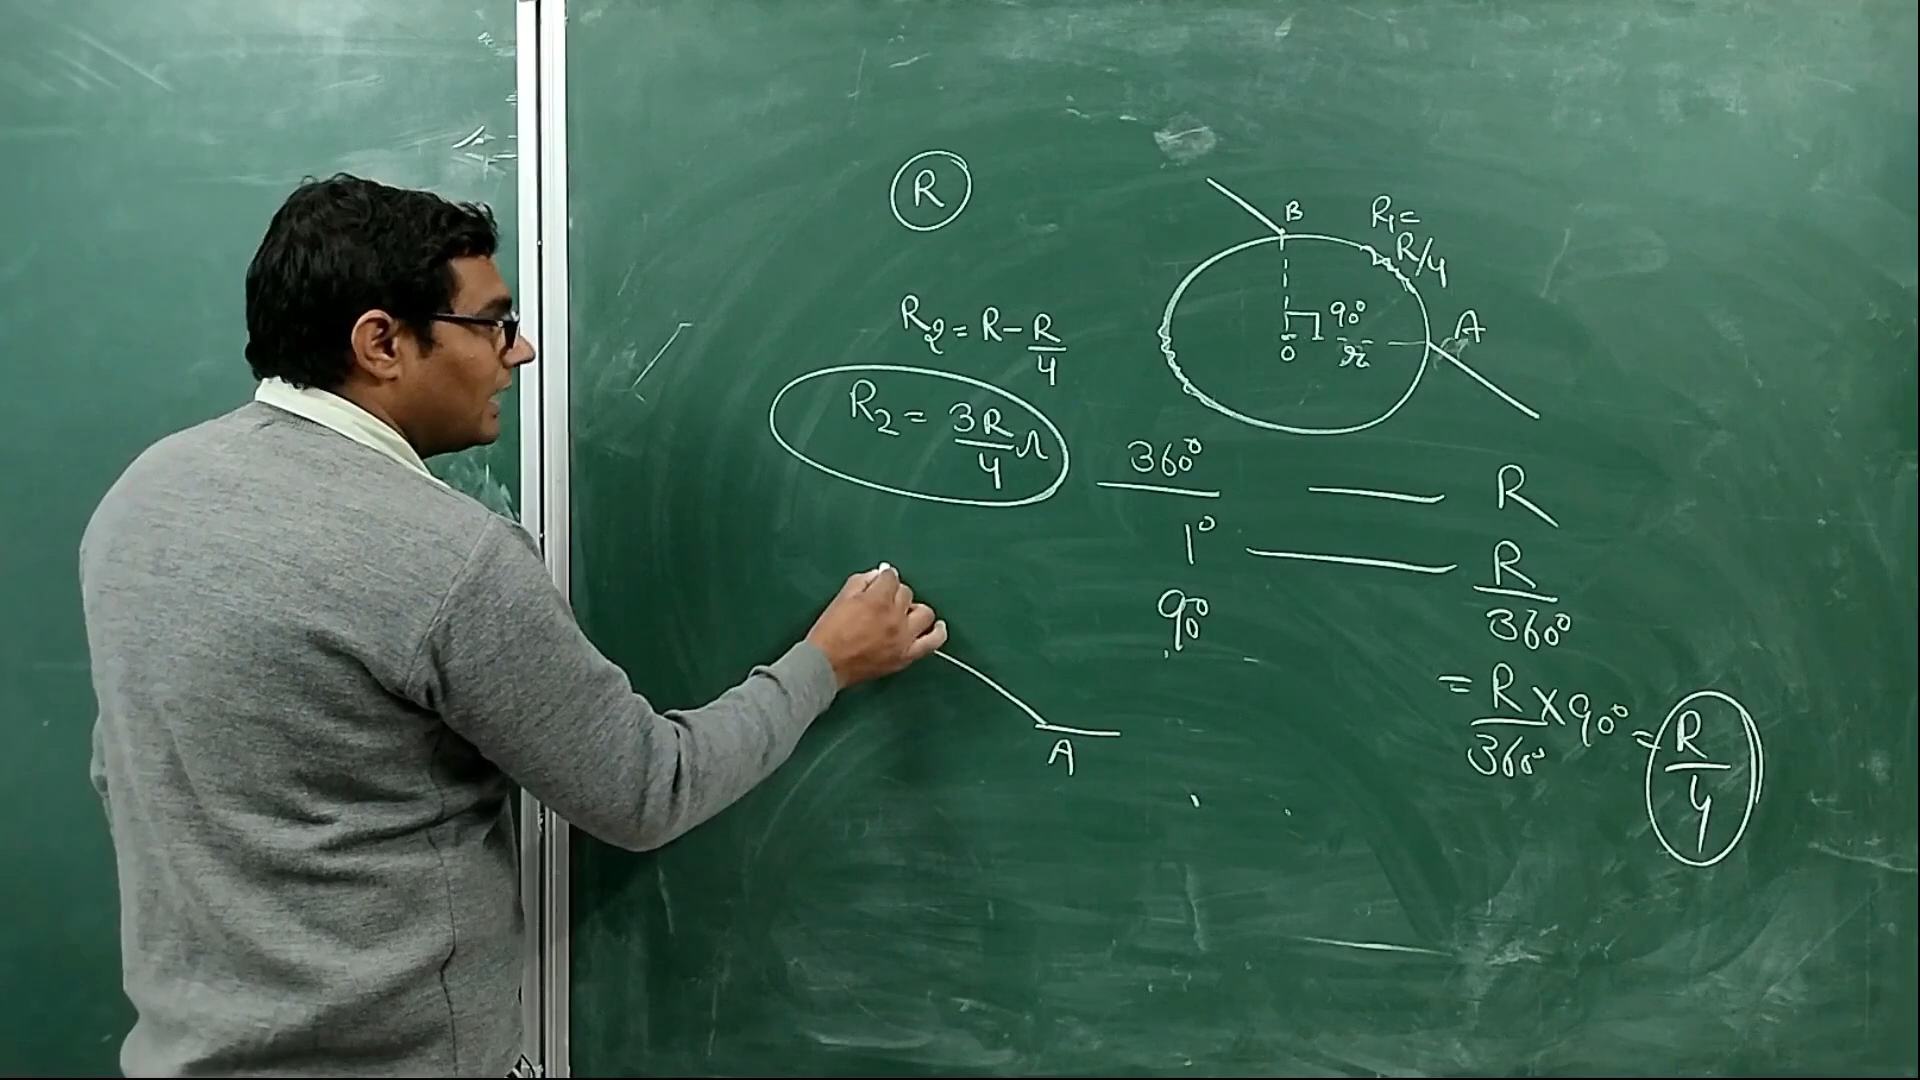 R
R₂ = R - R/4
R₂ = 3R/4 Ω
B
R₁ =
R/4
90°
A
O
r
360° — R
1° — R/360°
90°
= R/360° × 90° = R/4
A